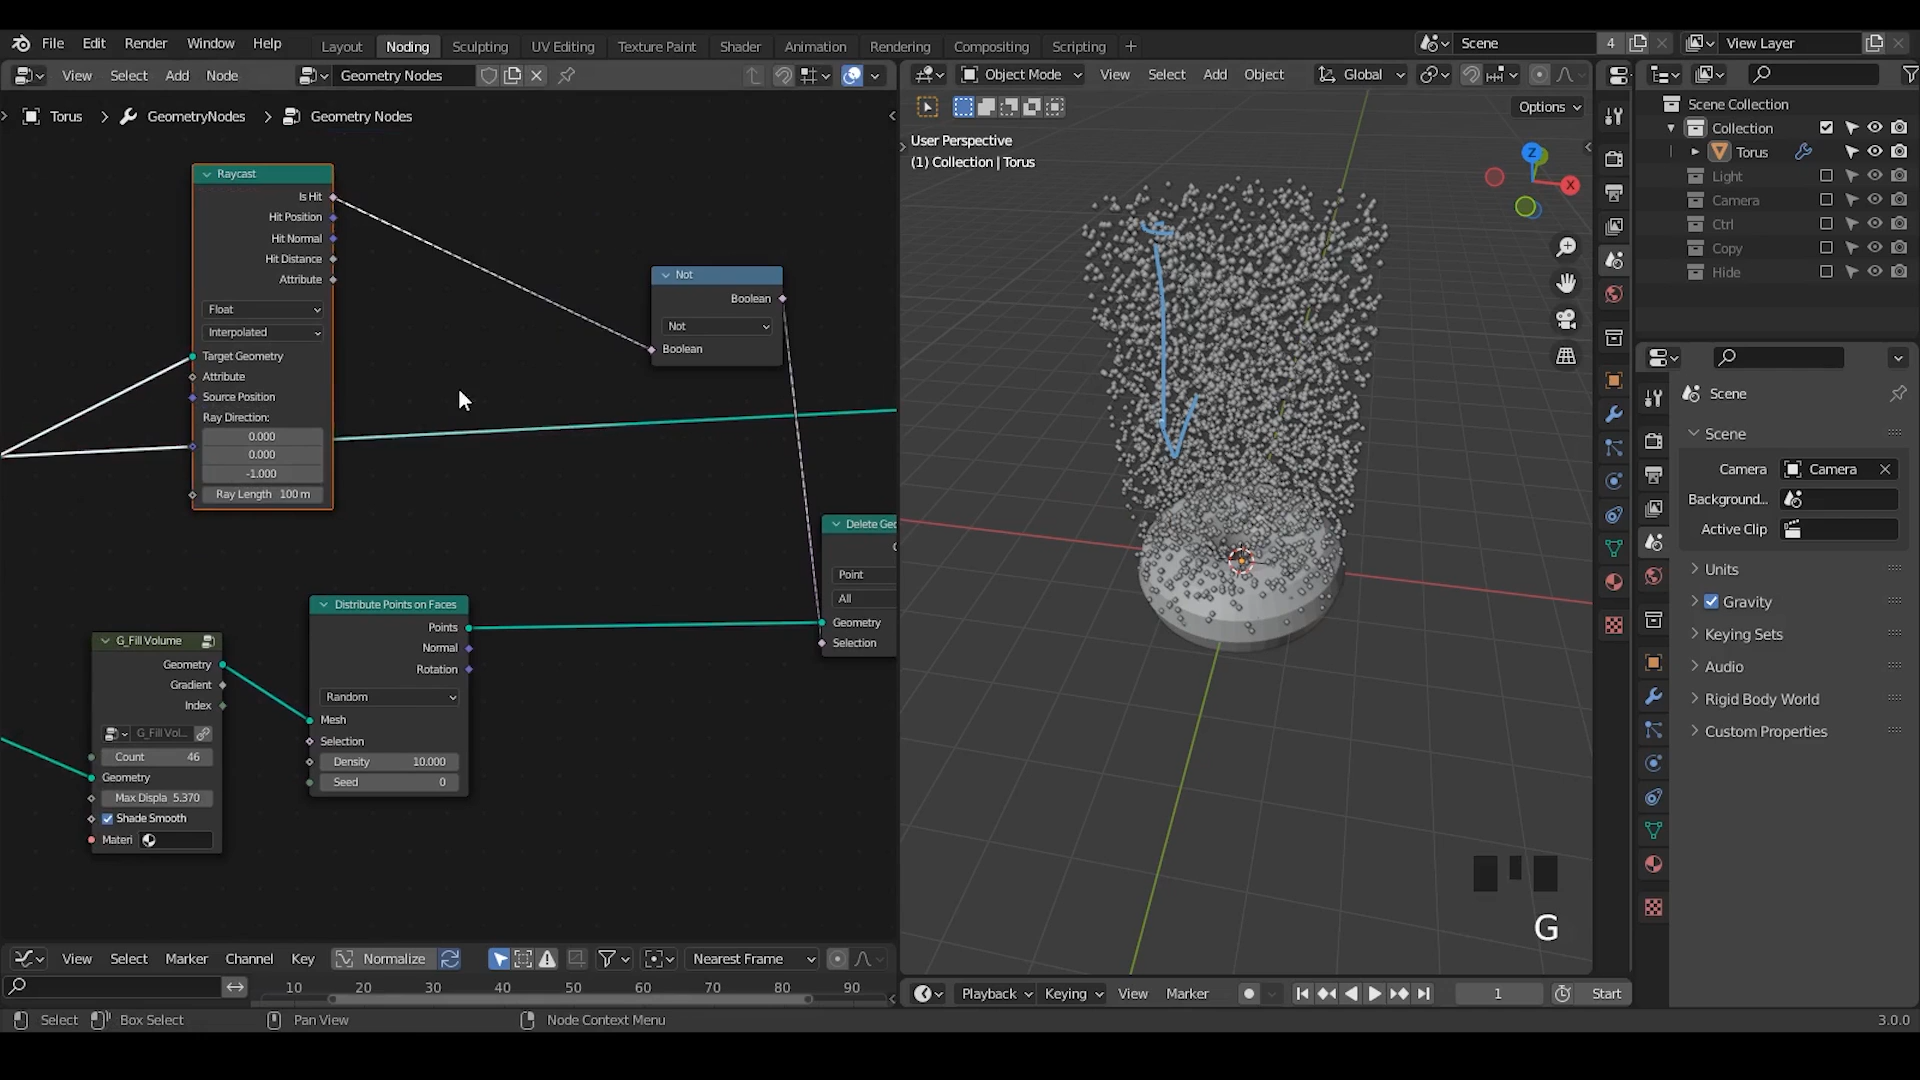 File Edit Render Window Help Layout Noding Sculpting UV Editing Texture Paint Shader Animation Rendering Compositing Scripting + Scene 4 View Layer
View Select Add Node Geometry Nodes Object Mode View Select Add Object Global
Torus > GeometryNodes > Geometry Nodes
Options
User Perspective
(1) Collection | Torus
Z
X
Scene Collection
Collection
Torus
Light
Camera
Ctrl
Copy
Hide
Raycast
Is Hit
Hit Position
Hit Normal
Hit Distance
Attribute
Float
Interpolated
Target Geometry
Attribute
Source Position
Ray Direction:
0.000
0.000
-1.000
Ray Length 100 m
Not
Boolean
Not
Boolean
Delete Geo
Point
All
Geometry
Selection
Distribute Points on Faces
Points
Normal
Rotation
Random
Mesh
Selection
Density 10.000
Seed 0
G_Fill Volume
Geometry
Gradient
Index
G_Fill Vol...
Count 46
Geometry
Max Displa 5.370
Shade Smooth
Materi
Scene
Scene
Camera Camera
Background...
Active Clip
Units
Gravity
Keying Sets
Audio
Rigid Body World
Custom Properties
G
View Select Marker Channel Key Normalize Nearest Frame
10 20 30 40 50 60 70 80 90
Playback Keying View Marker 1 Start
Select Box Select Pan View Node Context Menu 3.0.0